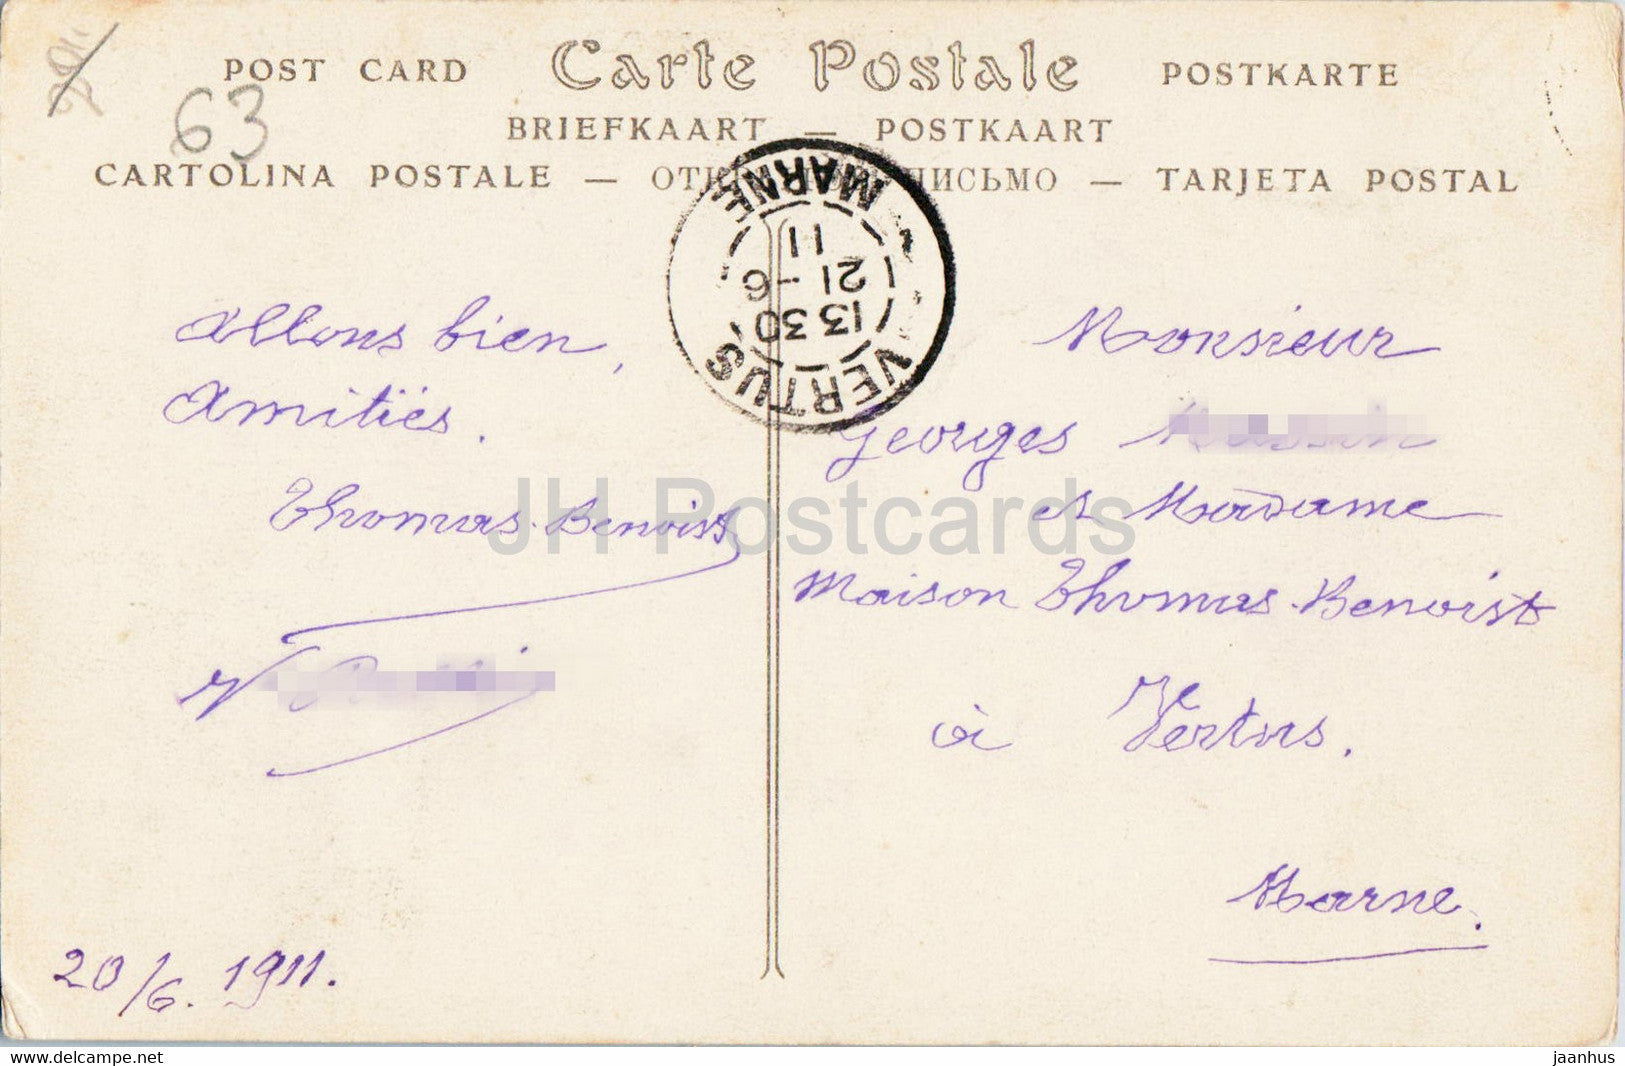 POST CARD Carte Postale POSTKARTE
63
BRIEFKAART — POSTKAART
CARTOLINA POSTALE — ПИСЬМО — TARJETA POSTAL
VERTUS
13 30
21 - 6
11
MARNE
Allons bien,
Amitiés.
Thomas-Benoist
20/6. 1911.
Monsieur
Georges
et Madame
Maison Thomas-Benoist
à Vertus.
Marne.
JH Postcards
www.delcampe.net
jaanhus